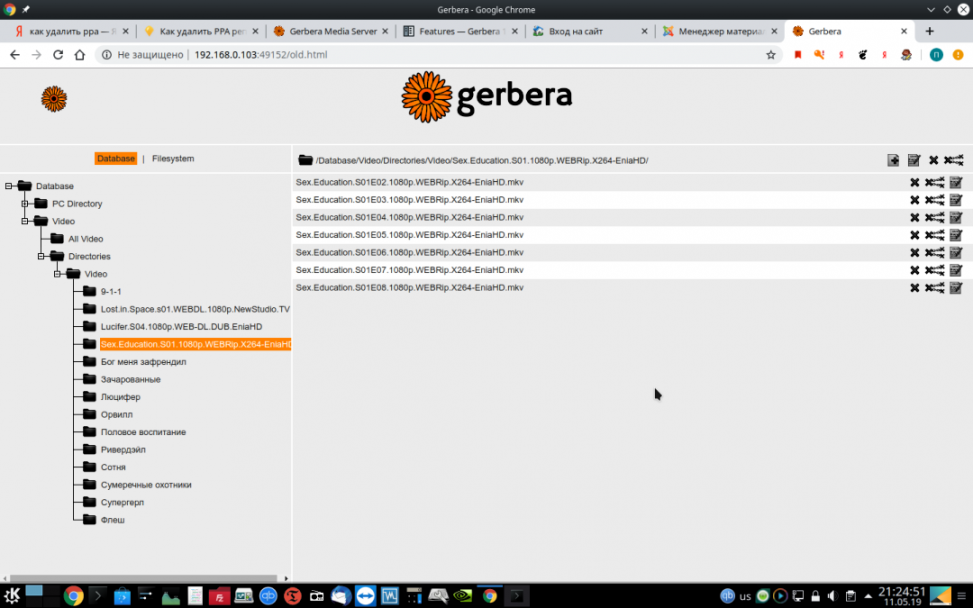 Gerbera - Google Chrome
как удалить ppa —
Как удалить PPA реп
Gerbera Media Server
Features — Gerbera
Вход на сайт
Менеджер материа
Gerbera
Не защищено | 192.168.0.103:49152/old.html
gerbera
Database | Filesystem
/Database/Video/Directories/Video/Sex.Education.S01.1080p.WEBRip.X264-EniaHD/
Database
PC Directory
Video
All Video
Directories
Video
9-1-1
Lost.in.Space.s01.WEBDL.1080p.NewStudio.TV
Lucifer.S04.1080p.WEB-DL.DUB.EniaHD
Sex.Education.S01.1080p.WEBRip.X264-EniaHD
Бог меня зафрендил
Зачарованные
Люцифер
Орвилл
Половое воспитание
Ривердэйл
Сотня
Сумеречные охотники
Супергерл
Флеш
Sex.Education.S01E02.1080p.WEBRip.X264-EniaHD.mkv
Sex.Education.S01E03.1080p.WEBRip.X264-EniaHD.mkv
Sex.Education.S01E04.1080p.WEBRip.X264-EniaHD.mkv
Sex.Education.S01E05.1080p.WEBRip.X264-EniaHD.mkv
Sex.Education.S01E06.1080p.WEBRip.X264-EniaHD.mkv
Sex.Education.S01E07.1080p.WEBRip.X264-EniaHD.mkv
Sex.Education.S01E08.1080p.WEBRip.X264-EniaHD.mkv
us
21:24:51
11.05.19